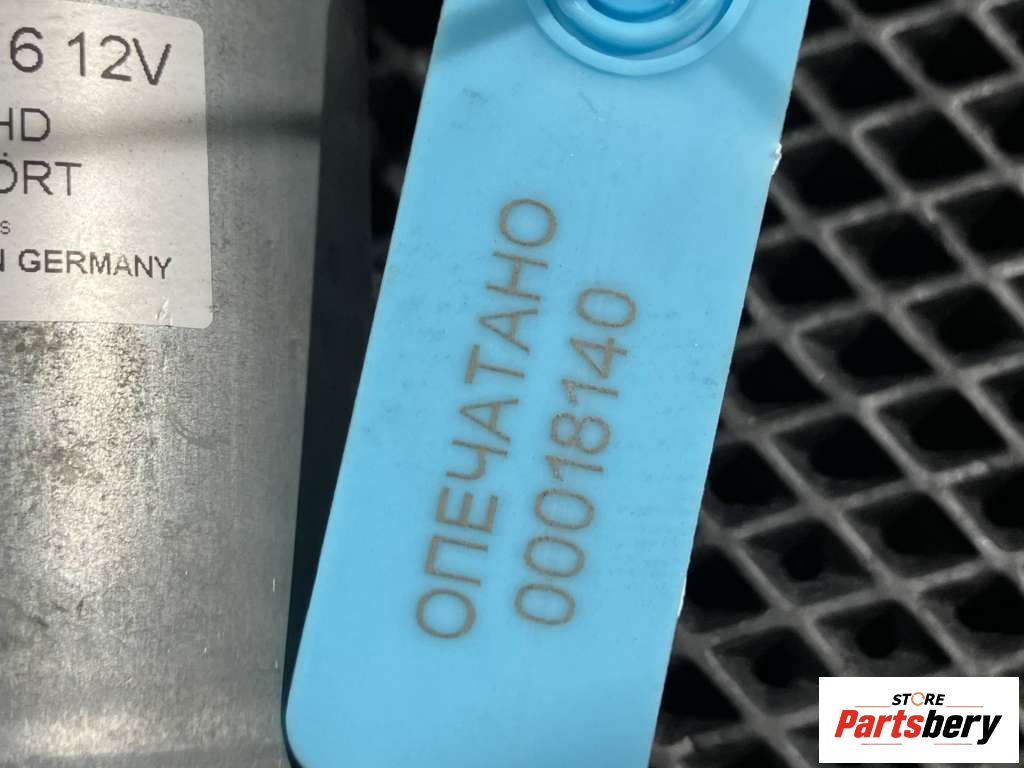 6 12V
HD
ÖRT
S
N GERMANY
ОПЕЧАТАНО
00018140
STORE
Partsbery